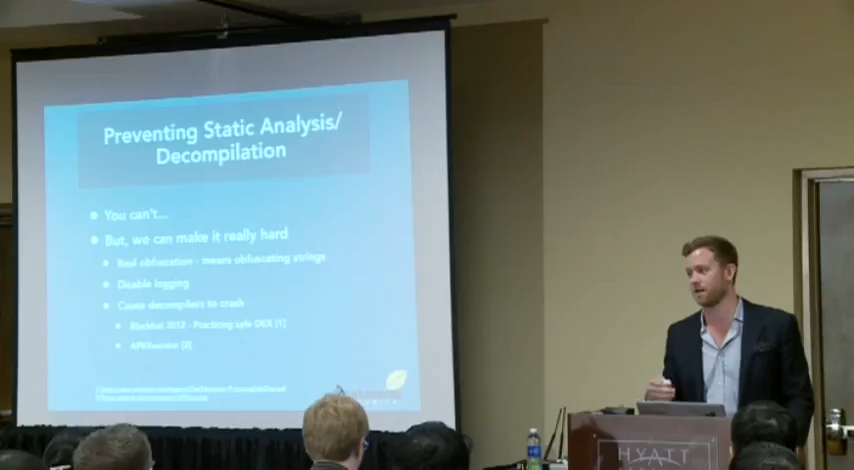 Preventing Static Analysis/
Decompilation
You can't...
But, we can make it really hard
Real obfuscation - means obfuscating strings
Disable logging
Cause decompilers to crash
Blackhat 2012 - Practicing safe DEX [1]
[2]
HYATT